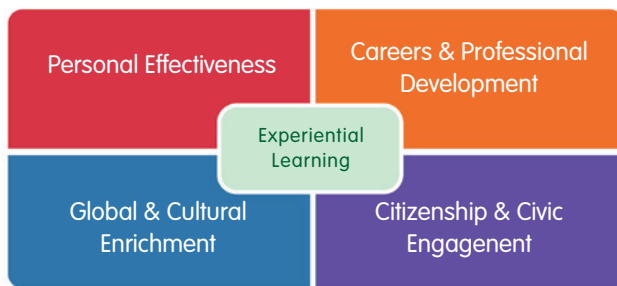 Personal Effectiveness
Careers & Professional
Development
Experiential
Learning
Global & Cultural
Enrichment
Citizenship & Civic
Engagenent